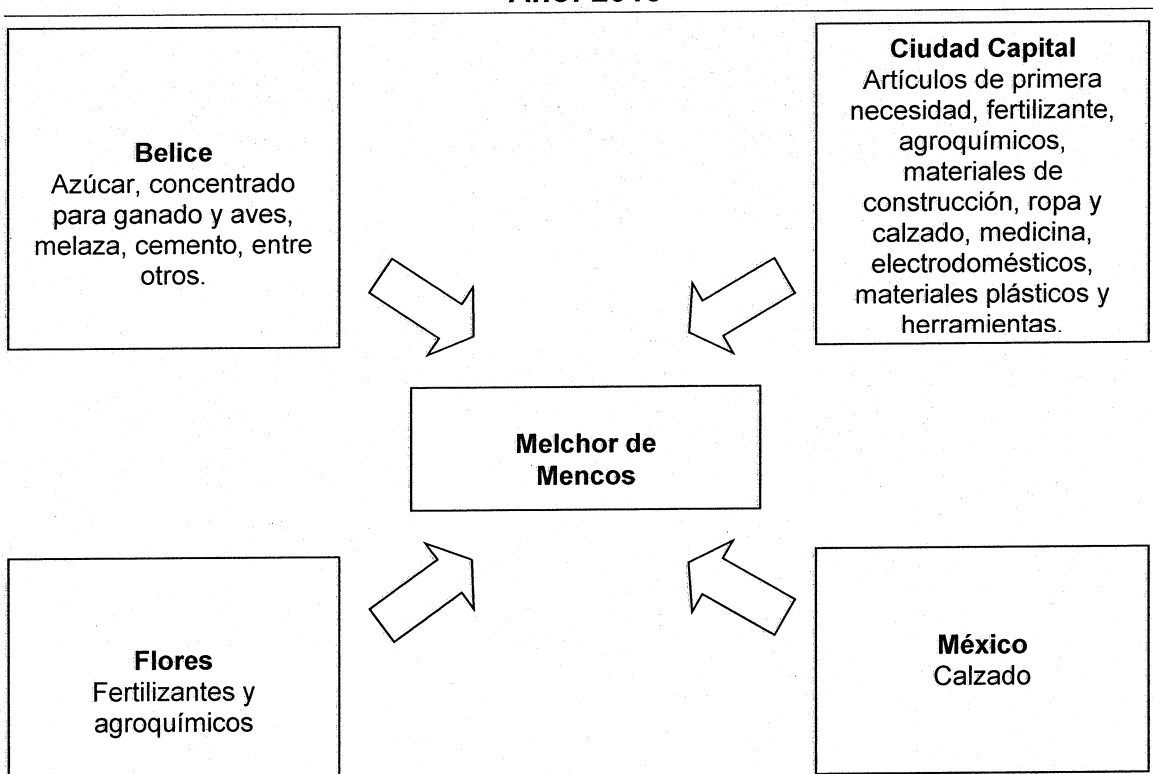 Belice
Azúcar, concentrado
para ganado y aves,
melaza, cemento, entre
otros.
Ciudad Capital
Artículos de primera
necesidad, fertilizante,
agroquímicos,
materiales de
construcción, ropa y
calzado, medicina,
electrodomésticos,
materiales plásticos y
herramientas.
Melchor de
Mencos
Flores
Fertilizantes y
agroquímicos
México
Calzado